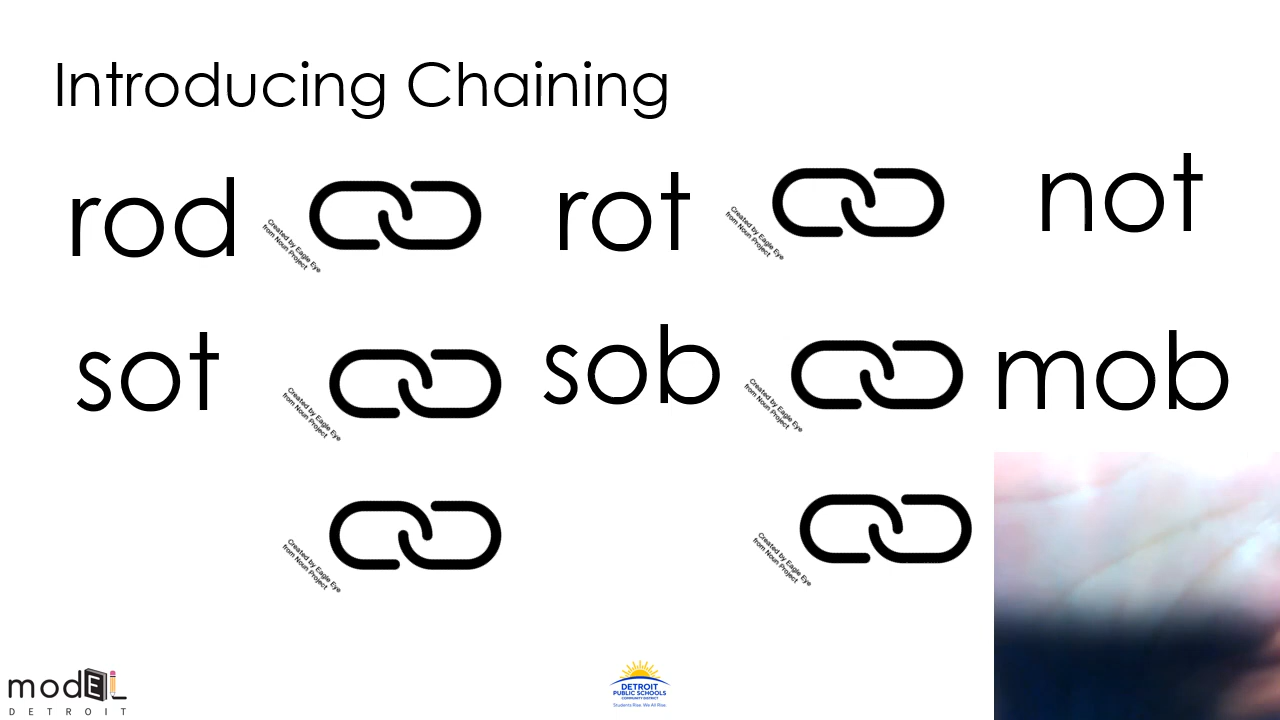 Introducing Chaining
rod rot not
Created by Eagle Eye
from Noun Project
Created by Eagle Eye
from Noun Project
sot sob mob
Created by Eagle Eye
from Noun Project
Created by Eagle Eye
from Noun Project
Created by Eagle Eye
from Noun Project
Created by Eagle Eye
from Noun Project
modEL
DETROIT
DETROIT
PUBLIC SCHOOLS
COMMUNITY DISTRICT
Students Rise. We All Rise.